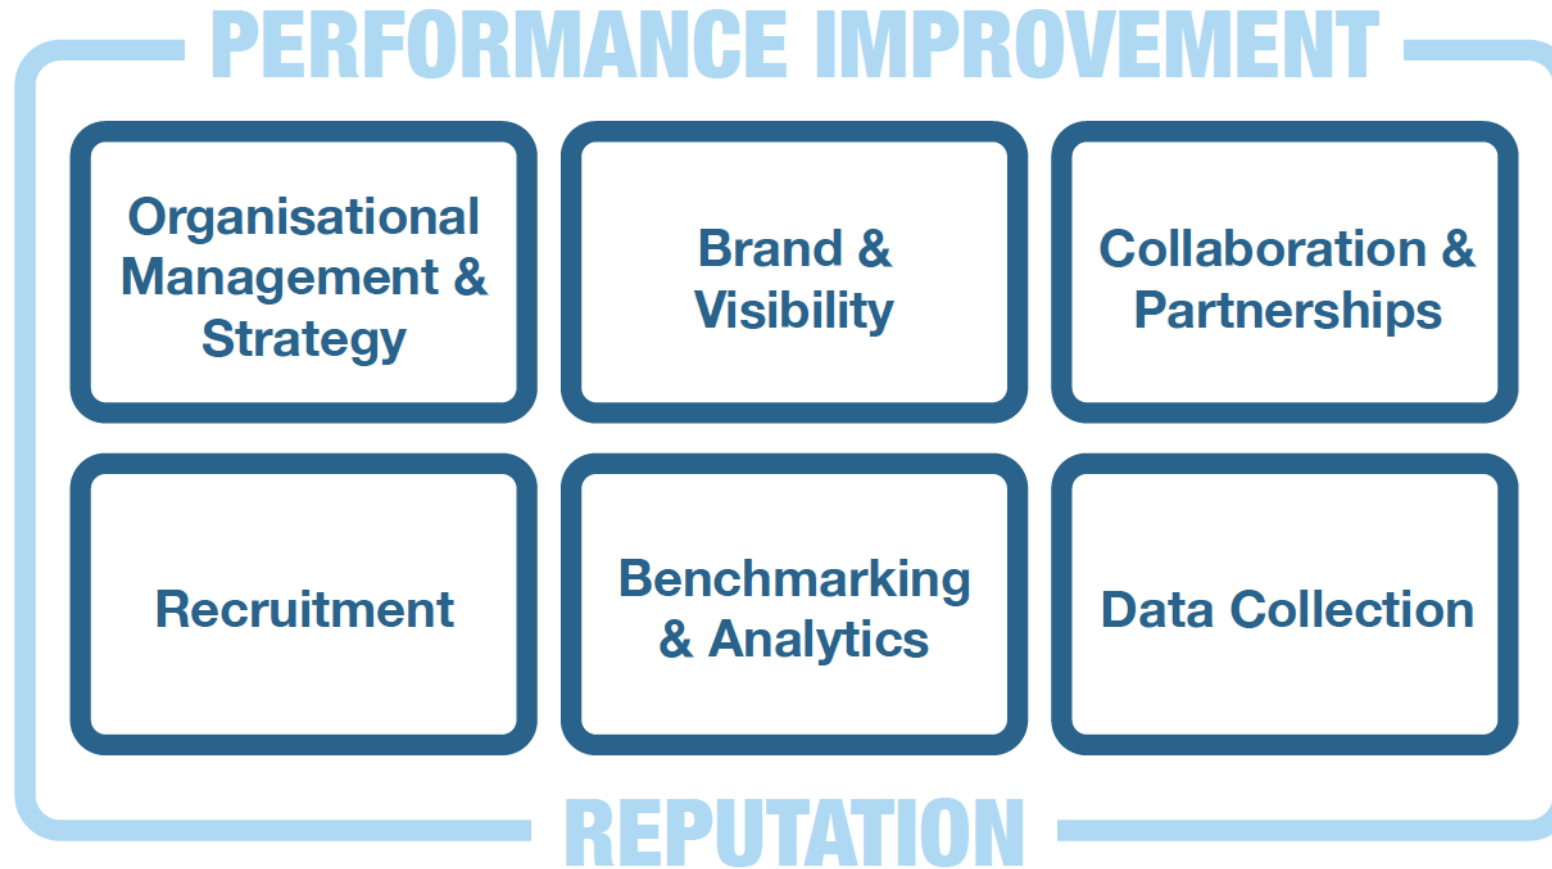 PERFORMANCE IMPROVEMENT
Organisational
Management &
Strategy
Brand &
Visibility
Collaboration &
Partnerships
Recruitment
Benchmarking
& Analytics
Data Collection
REPUTATION